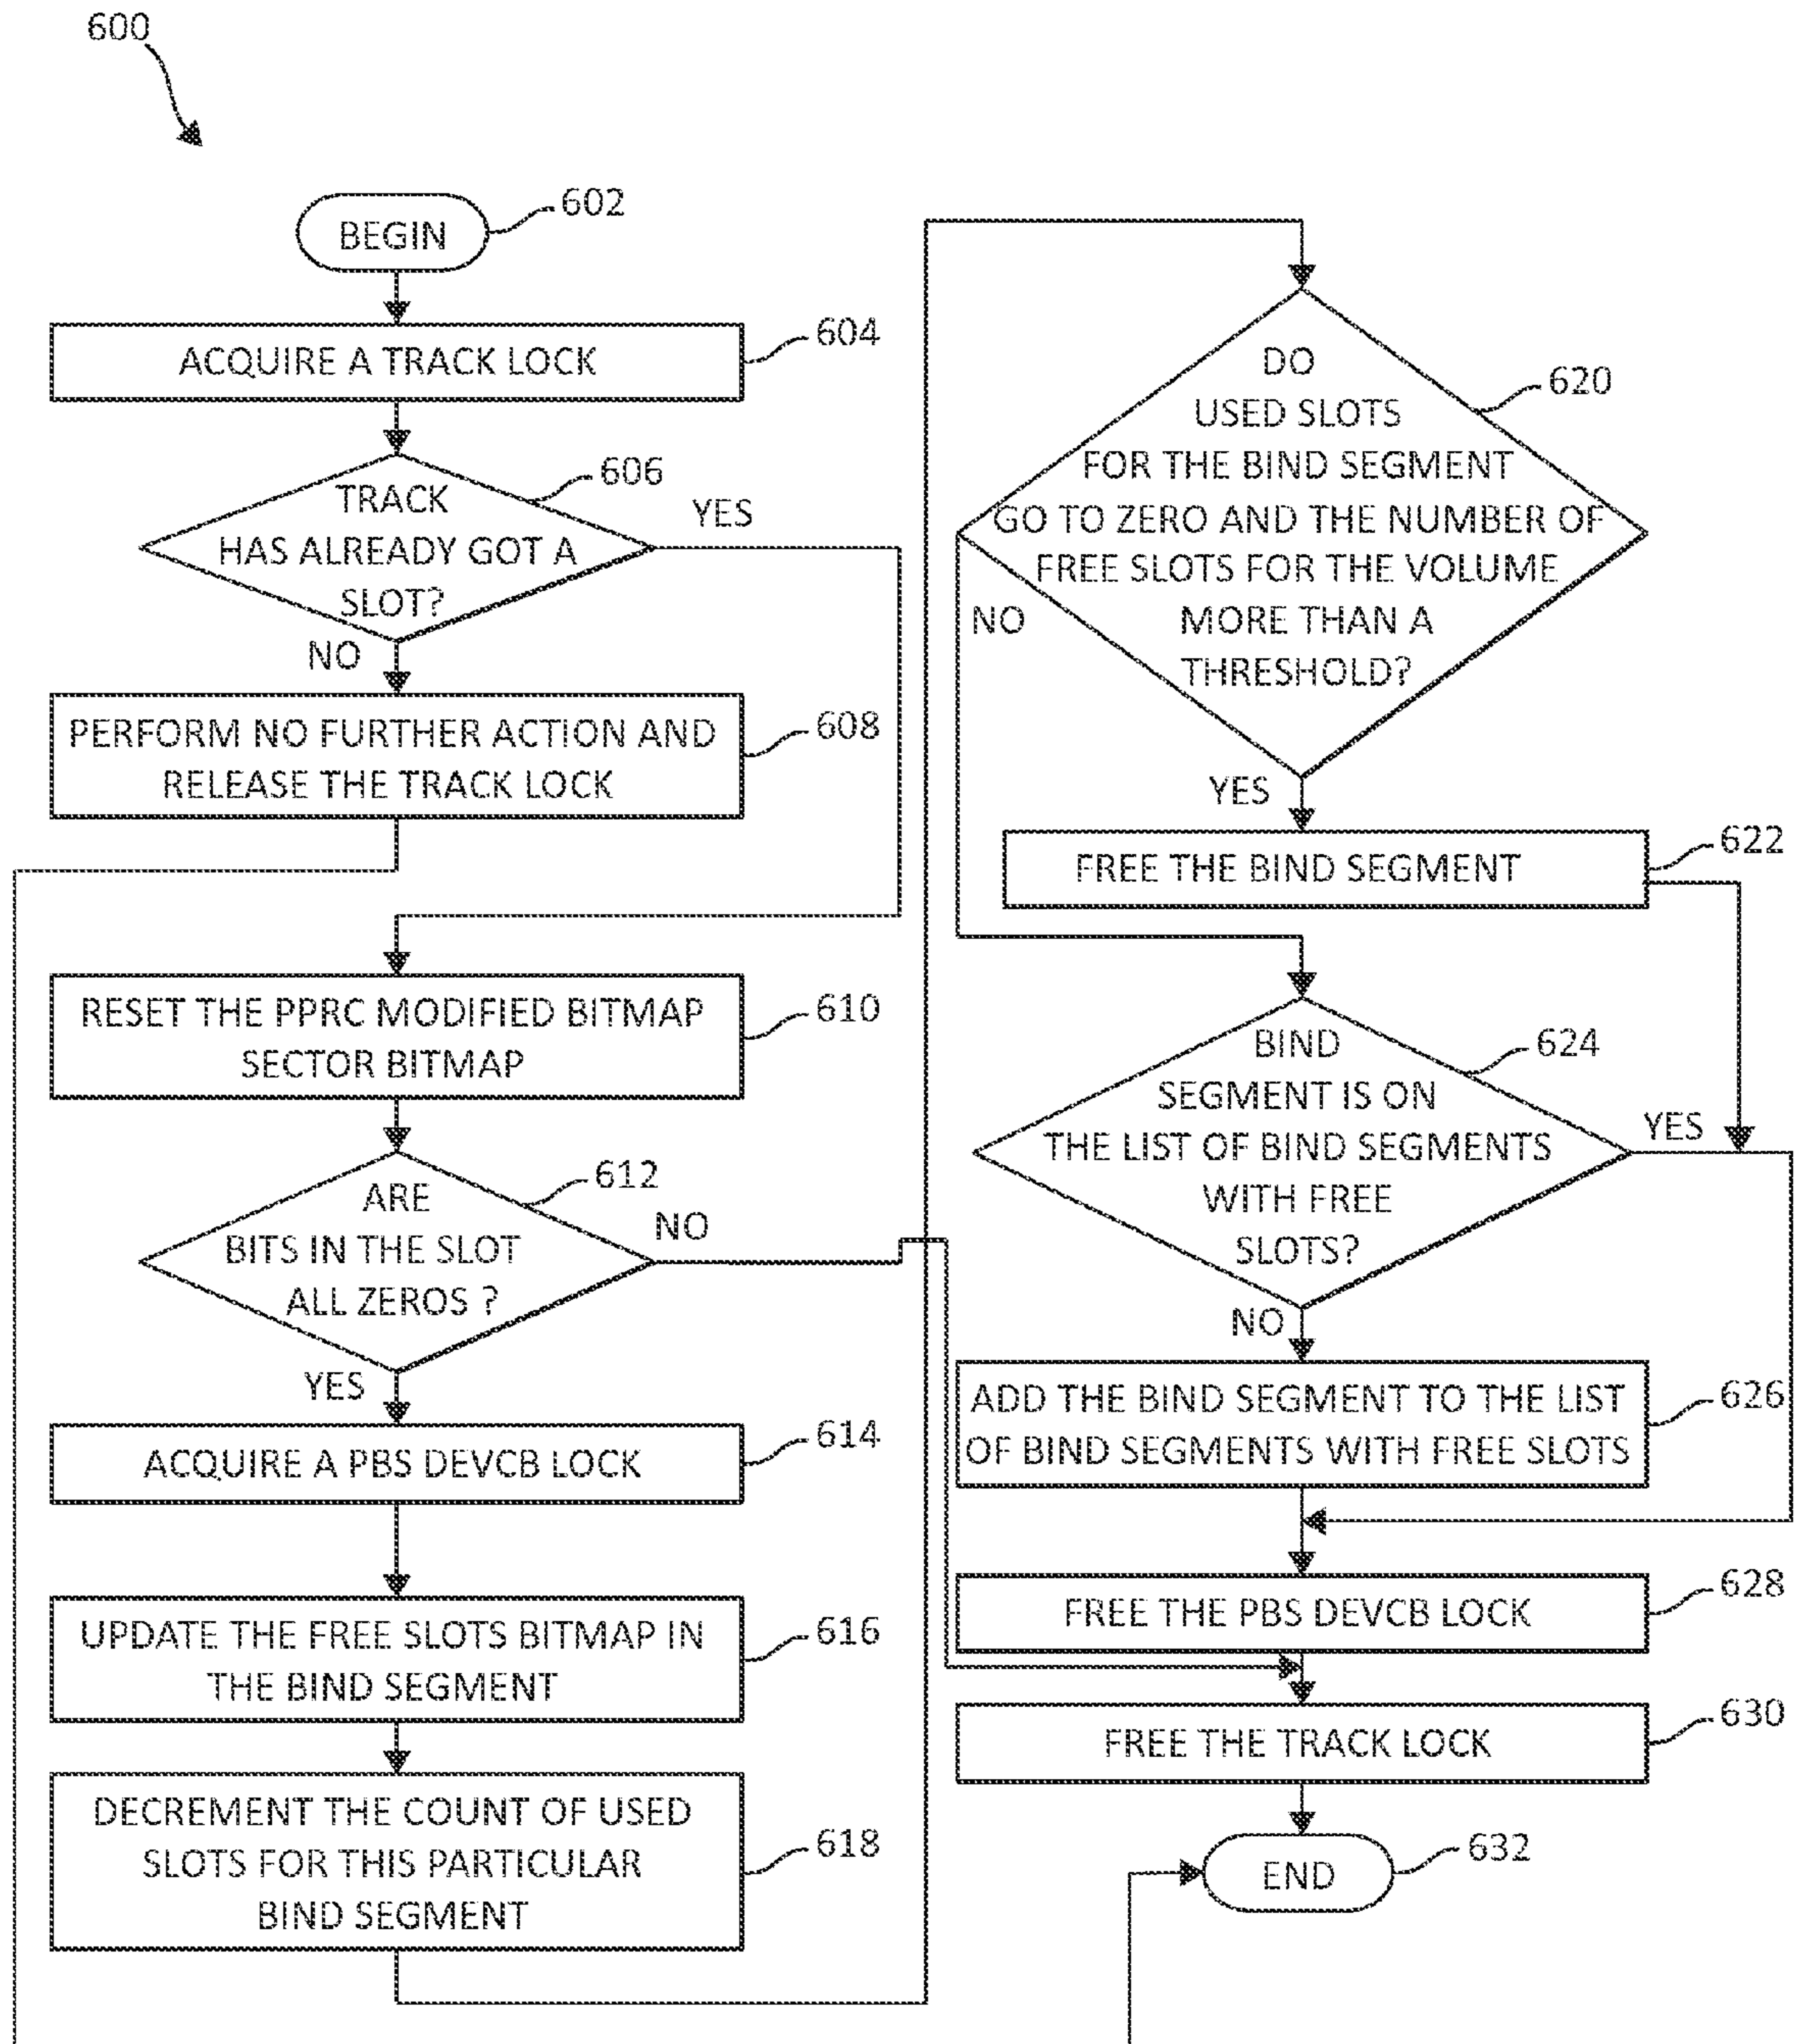 600
BEGIN
602
ACQUIRE A TRACK LOCK
604
TRACK
HAS ALREADY GOT A
SLOT?
606
YES
NO
PERFORM NO FURTHER ACTION AND
RELEASE THE TRACK LOCK
608
RESET THE PPRC MODIFIED BITMAP
SECTOR BITMAP
610
ARE
BITS IN THE SLOT
ALL ZEROS ?
612
NO
YES
ACQUIRE A PBS DEVCB LOCK
614
UPDATE THE FREE SLOTS BITMAP IN
THE BIND SEGMENT
616
DECREMENT THE COUNT OF USED
SLOTS FOR THIS PARTICULAR
BIND SEGMENT
618
DO
USED SLOTS
FOR THE BIND SEGMENT
GO TO ZERO AND THE NUMBER OF
FREE SLOTS FOR THE VOLUME
MORE THAN A
THRESHOLD?
620
NO
YES
FREE THE BIND SEGMENT
622
BIND
SEGMENT IS ON
THE LIST OF BIND SEGMENTS
WITH FREE
SLOTS?
624
YES
NO
ADD THE BIND SEGMENT TO THE LIST
OF BIND SEGMENTS WITH FREE SLOTS
626
FREE THE PBS DEVCB LOCK
628
FREE THE TRACK LOCK
630
END
632